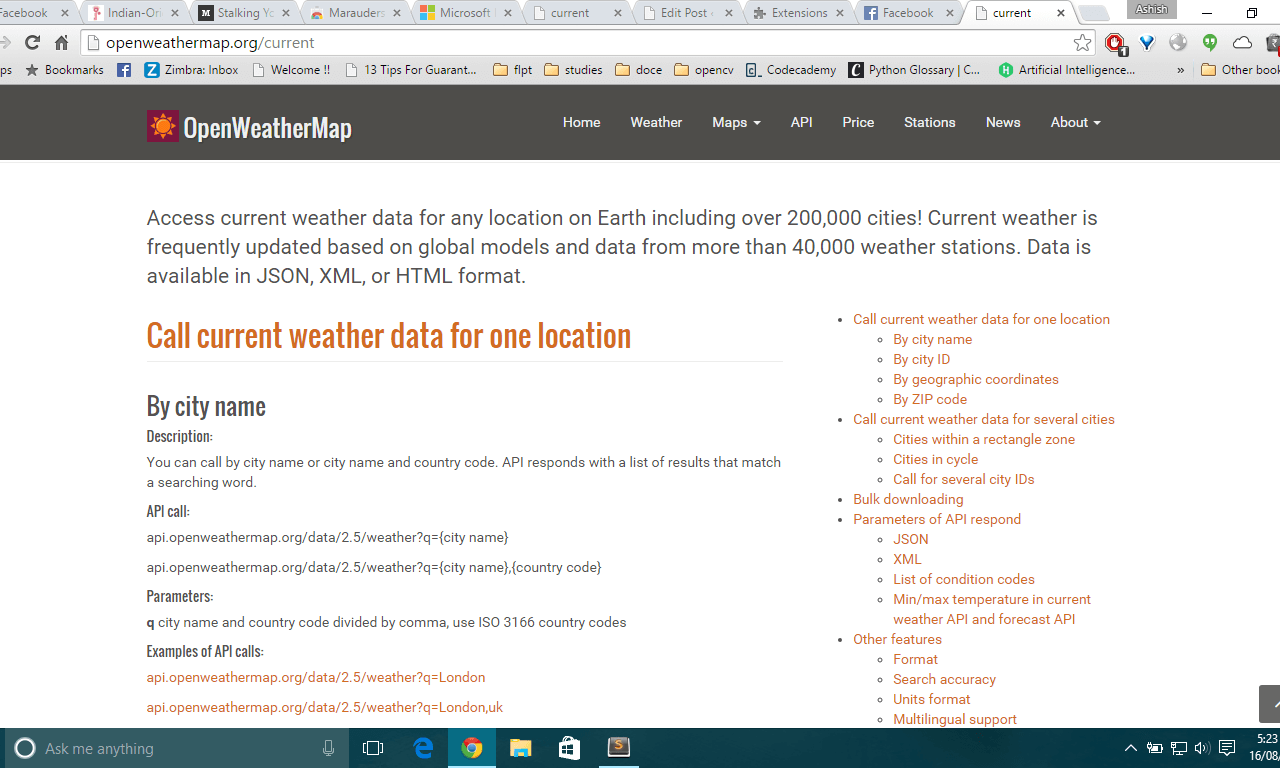 Facebook
Indian-Ori
Stalking Yo
Marauders
Microsoft
current
Edit Post
Extensions
Facebook
current
Ashish
openweathermap.org/current
1
ps
Bookmarks
Zimbra: Inbox
Welcome !!
13 Tips For Guarant...
flpt
studies
doce
opencv
Codecademy
Python Glossary | C...
Artificial Intelligence...
»
Other book
OpenWeatherMap
Home
Weather
Maps
API
Price
Stations
News
About
Access current weather data for any location on Earth including over 200,000 cities! Current weather is
frequently updated based on global models and data from more than 40,000 weather stations. Data is
available in JSON, XML, or HTML format.
Call current weather data for one location
By city name
Description:
You can call by city name or city name and country code. API responds with a list of results that match
a searching word.
API call:
api.openweathermap.org/data/2.5/weather?q={city name}
api.openweathermap.org/data/2.5/weather?q={city name},{country code}
Parameters:
q city name and country code divided by comma, use ISO 3166 country codes
Examples of API calls:
api.openweathermap.org/data/2.5/weather?q=London
api.openweathermap.org/data/2.5/weather?q=London,uk
Call current weather data for one location
By city name
By city ID
By geographic coordinates
By ZIP code
Call current weather data for several cities
Cities within a rectangle zone
Cities in cycle
Call for several city IDs
Bulk downloading
Parameters of API respond
JSON
XML
List of condition codes
Min/max temperature in current
weather API and forecast API
Other features
Format
Search accuracy
Units format
Multilingual support
Ask me anything
5:23
16/08/